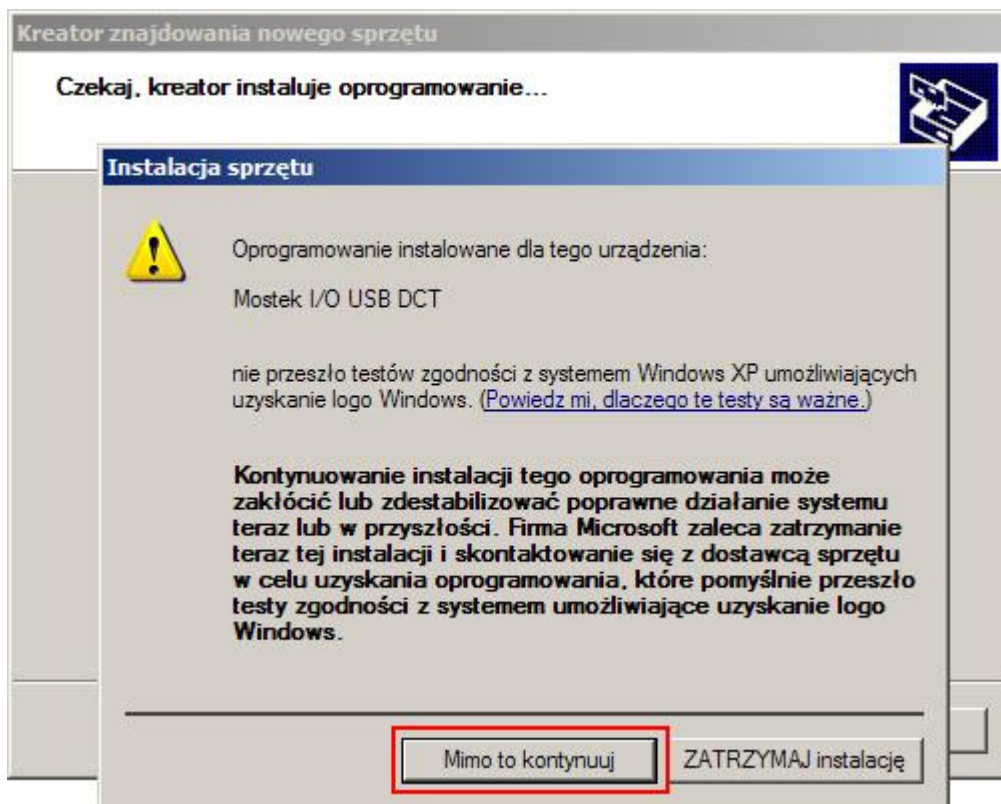 Kreator znajdowania nowego sprzętu
Czekaj, kreator instaluje oprogramowanie...
Instalacja sprzętu
Oprogramowanie instalowane dla tego urządzenia:
Mostek I/O USB DCT
nie przeszło testów zgodności z systemem Windows XP umożliwiających
uzyskanie logo Windows. (Powiedz mi, dlaczego te testy są ważne.)
Kontynuowanie instalacji tego oprogramowania może
zakłócić lub zdestabilizować poprawne działanie systemu
teraz lub w przyszłości. Firma Microsoft zaleca zatrzymanie
teraz tej instalacji i skontaktowanie się z dostawcą sprzętu
w celu uzyskania oprogramowania, które pomyślnie przeszło
testy zgodności z systemem umożliwiające uzyskanie logo
Windows.
Mimo to kontynuuj
ZATRZYMAJ instalację